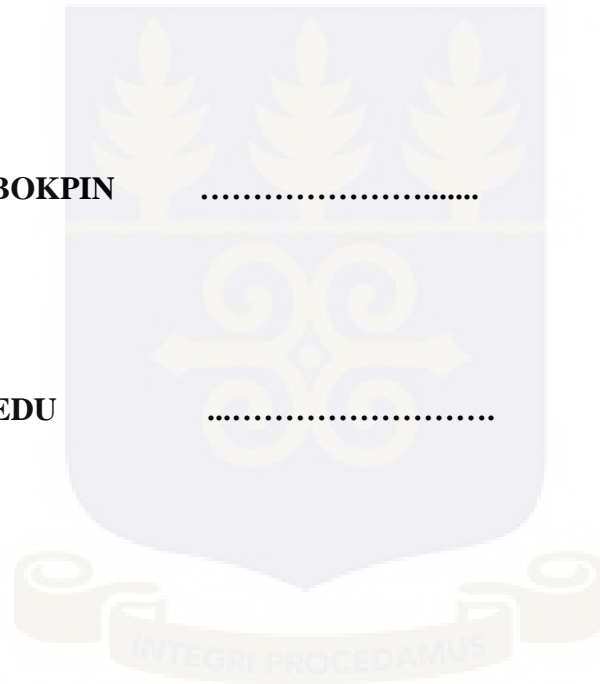 BOKPIN ………………….......
EDU ....…………………….
INTEGRI PROCEDAMUS